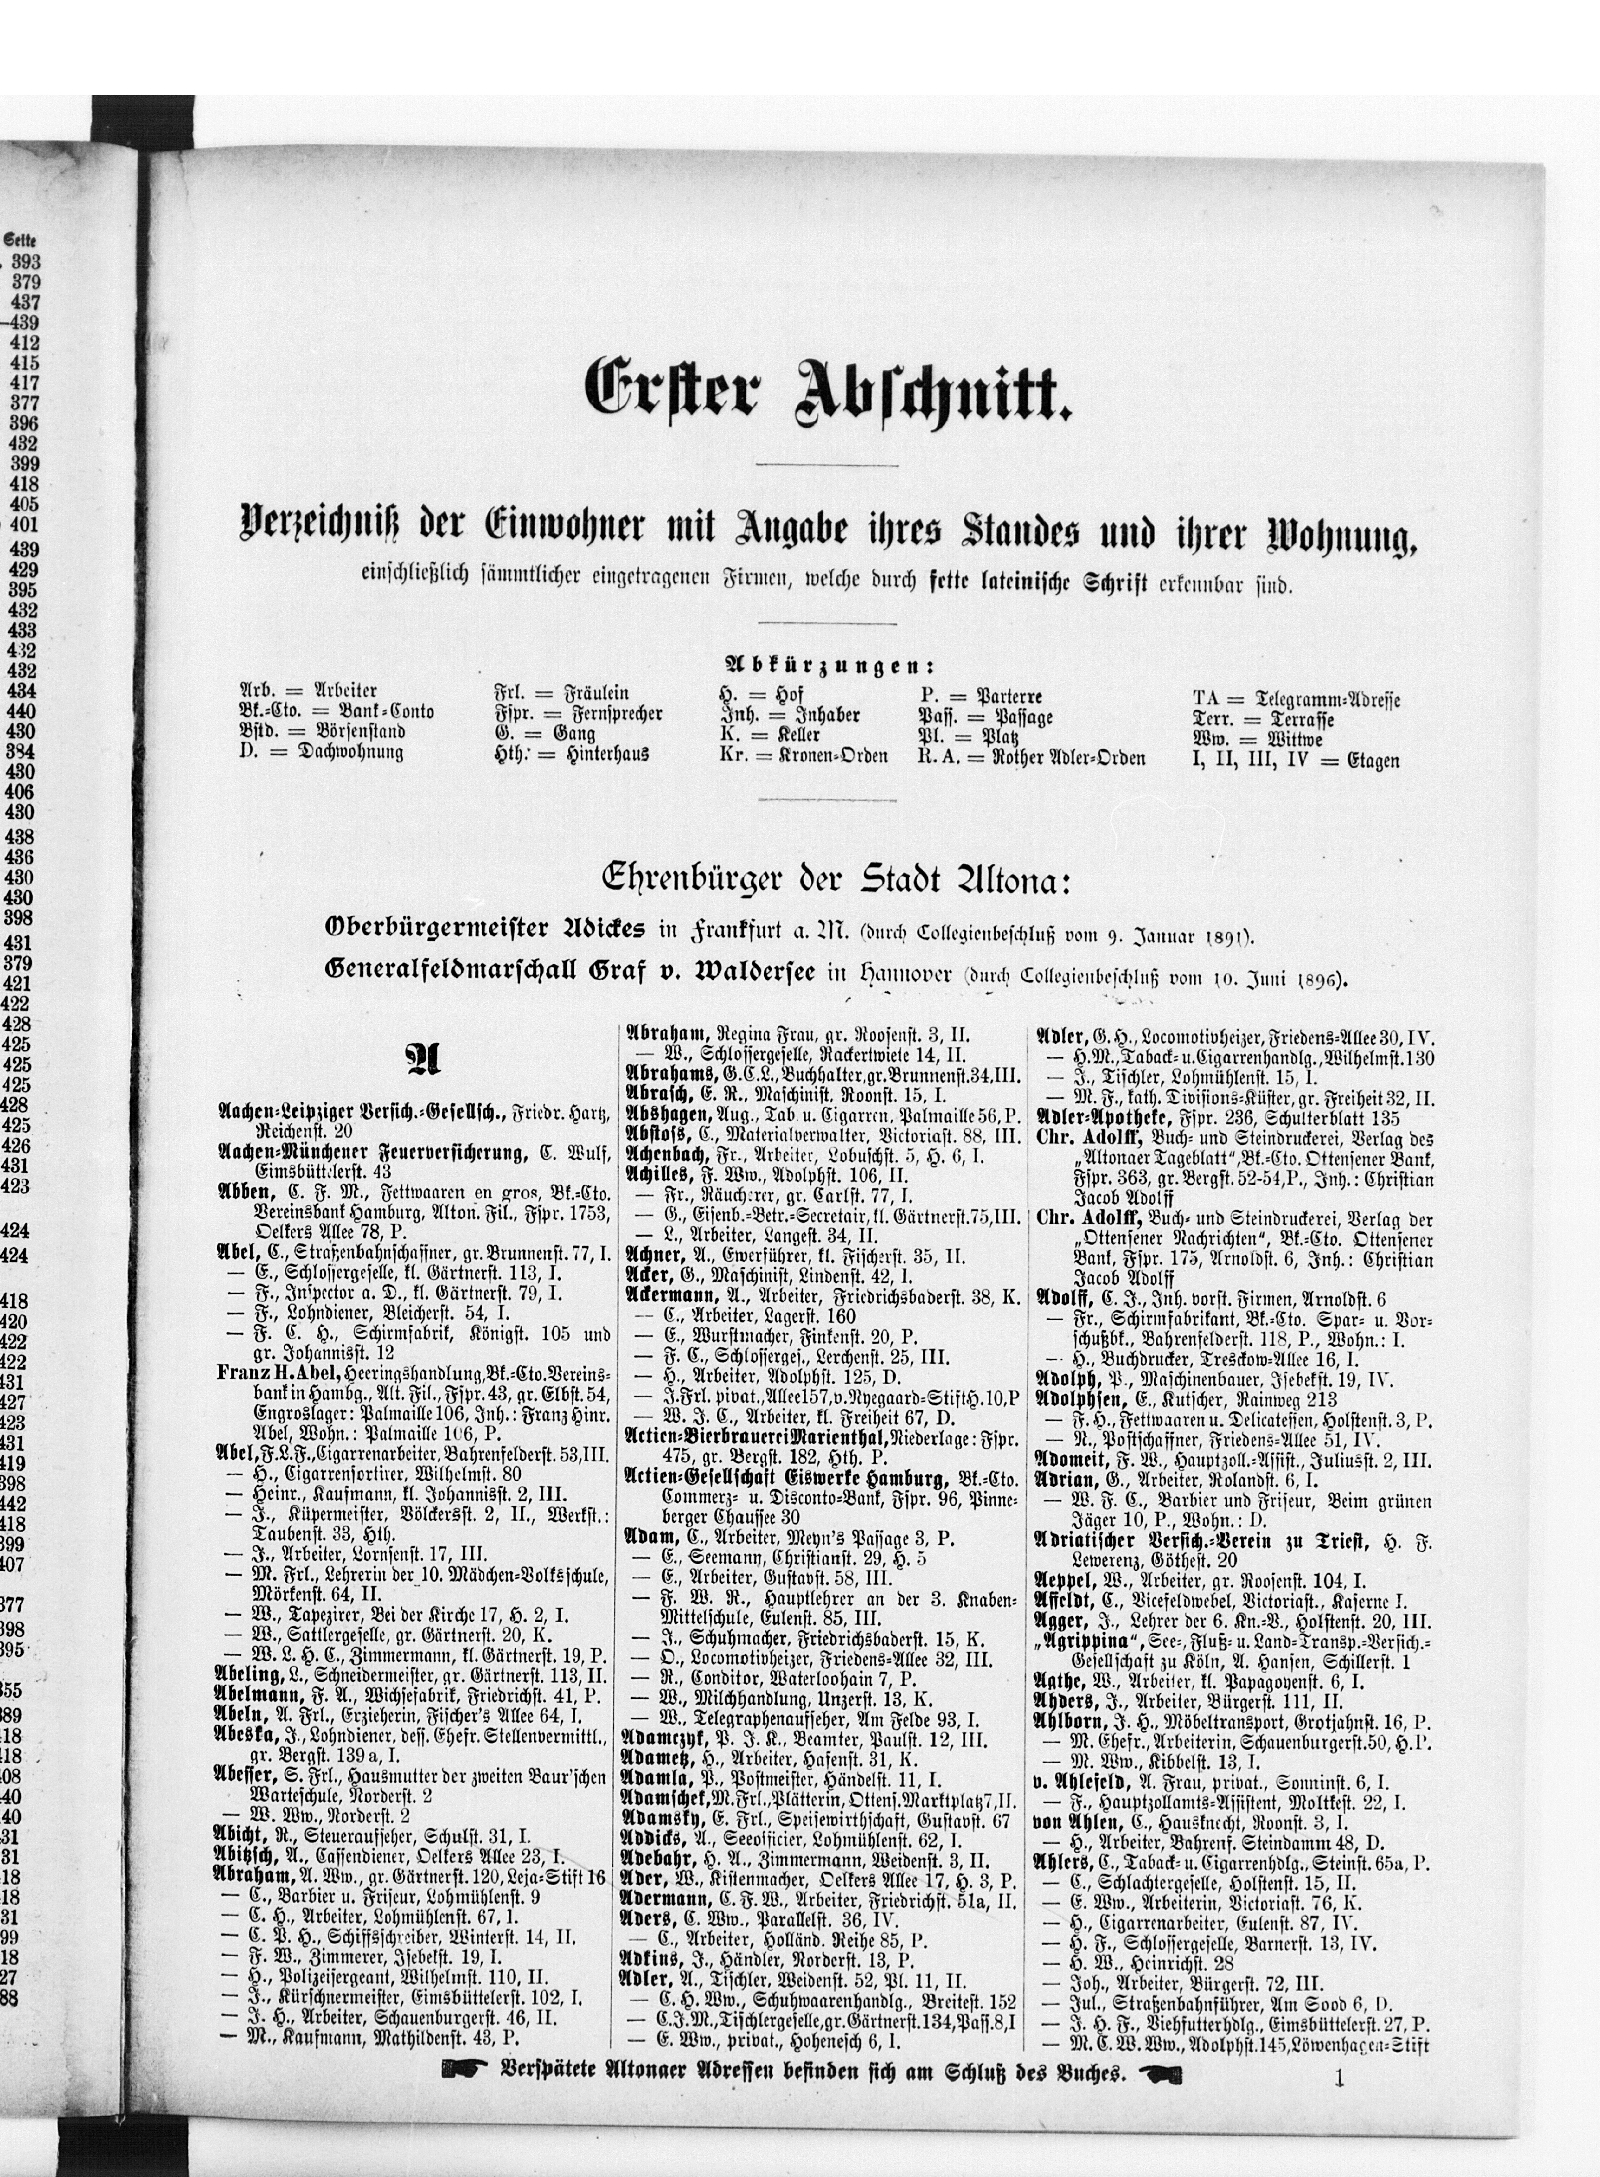 Seite
393
379
437
—439
412
415
417
377
396
432
399
418
405
401
439
429
395
432
433
432
432
434
440
430
384
430
406
430
438
436
430
430
398
431
379
421
422
428
425
425
425
428
425
426
431
423
424
424
418
420
422
422
431
427
423
431
419
398
442
418
399
407
377
398
395
Erster Abschnitt.
Verzeichniß der Einwohner mit Angabe ihres Standes und ihrer Wohnung,
einschließlich sämmtlicher eingetragenen Firmen, welche durch fette lateinische Schrift erkennbar sind.
Abkürzungen:
Arb. = Arbeiter
Bk.-Cto. = Bank-Conto
Bstd. = Börsenstand
D. = Dachwohnung
Frl. = Fräulein
Fspr. = Fernsprecher
G. = Gang
Hth. = Hinterhaus
H. = Hof
Inh. = Inhaber
K. = Keller
Kr. = Kronen-Orden
P. = Parterre
Pass. = Passage
Pl. = Platz
R. A. = Rother Adler-Orden
TA = Telegramm-Adresse
Terr. = Terrasse
Ww. = Wittwe
I, II, III, IV = Etagen
Ehrenbürger der Stadt Altona:
Oberbürgermeister Adickes in Frankfurt a. M. (durch Collegienbeschluß vom 9. Januar 1891).
Generalfeldmarschall Graf v. Waldersee in Hannover (durch Collegienbeschluß vom 10. Juni 1896).
A
Aachen-Leipziger Versich.-Gesellsch., Friedr. Hartz,
Reichenst. 20
Aachen-Münchener Feuerversicherung, C. Wulf,
Eimsbüttelerst. 43
Abben, C. F. M., Fettwaaren en gros, Bk.-Cto.
Vereinsbank Hamburg, Alton. Fil., Fspr. 1753,
Oelkers Allee 78, P.
Abel, C., Straßenbahnschaffner, gr. Brunnenst. 77, I.
— E., Schlossergeselle, kl. Gärtnerst. 113, I.
— F., Inspector a. D., kl. Gärtnerst. 79, I.
— F., Lohndiener, Bleicherst. 54, I.
— F. C. H., Schirmfabrik, Königst. 105 und
gr. Johannisst. 12
Franz H. Abel, Heeringshandlung, Bk.-Cto. Vereins-
bank in Hambg., Alt. Fil., Fspr. 43, gr. Elbst. 54,
Engroslager: Palmaille 106, Inh.: Franz Hinr.
Abel, Wohn.: Palmaille 106, P.
Abel, F. L. F., Cigarrenarbeiter, Bahrenfelderst. 53, III.
— H., Cigarrensortirer, Wilhelmst. 80
— Heinr., Kaufmann, kl. Johannisst. 2, III.
— J., Küpermeister, Völckersst. 2, II., Werkst.:
Taubenst. 33, Hth.
— J., Arbeiter, Lornsenst. 17, III.
— M. Frl., Lehrerin der 10. Mädchen-Volksschule,
Mörkenst. 64, II.
— W., Tapezirer, Bei der Kirche 17, H. 2, I.
— W., Sattlergeselle, gr. Gärtnerst. 20, K.
— W. L. H. C., Zimmermann, kl. Gärtnerst. 19, P.
Abeling, L., Schneidermeister, gr. Gärtnerst. 113, II.
Abelmann, F. A., Wichsefabrik, Friedrichst. 41, P.
Abeln, A. Frl., Erzieherin, Fischer's Allee 64, I.
Abeska, J., Lohndiener, dess. Ehefr. Stellenvermittl.,
gr. Bergst. 139 a, I.
Abesser, S. Frl., Hausmutter der zweiten Baur'schen
Warteschule, Norderst. 2
— W. Ww., Norderst. 2
Abicht, R., Steueraufseher, Schulst. 31, I.
Abitzsch, A., Cassendiener, Oelkers Allee 23, I.
Abraham, A. Ww., gr. Gärtnerst. 120, Leja-Stift 16
— C., Barbier u. Friseur, Lohmühlenst. 9
— C. H., Arbeiter, Lohmühlenst. 67, I.
— C. P. H., Schiffsschreiber, Winterst. 14, II.
— F. W., Zimmerer, Isebekst. 19, I.
— H., Polizeisergeant, Wilhelmst. 110, II.
— J., Kürschnermeister, Eimsbüttelerst. 102, I.
— J. H., Arbeiter, Schauenburgerst. 46, II.
— M., Kaufmann, Mathildenst. 43, P.
Abraham, Regina Frau, gr. Roosenst. 3, II.
— W., Schlossergeselle, Rackertwiete 14, II.
Abrahams, G. C. L., Buchhalter, gr. Brunnenst. 34, III.
Abrasch, E. R., Maschinist. Roonst. 15, I.
Abshagen, Aug., Tab. u. Cigarren, Palmaille 56, P.
Abstoss, C., Materialverwalter, Victoriast. 88, III.
Achenbach, Fr., Arbeiter, Lobuschst. 5, H. 6, I.
Achilles, F. Ww., Adolphst. 106, II.
— Fr., Räucherer, gr. Carlst. 77, I.
— G., Eisenb.-Betr.-Secretair, kl. Gärtnerst. 75, III.
— L., Arbeiter, Langest. 34, II.
Achner, A., Ewerführer, kl. Fischerst. 35, II.
Acker, G., Maschinist, Lindenst. 42, I.
Ackermann, A., Arbeiter, Friedrichsbaderst. 38, K.
— C., Arbeiter, Lagerst. 160
— E., Wurstmacher, Finkenst. 20, P.
— F. C., Schlosserges., Lerchenst. 25, III.
— H., Arbeiter, Adolphst. 125, D.
— J. Frl. pivat., Allee 157, v. Nyegaard-Stift H. 10, P
— W. J. C., Arbeiter, kl. Freiheit 67, D.
Actien-Bierbrauerei Marienthal, Niederlage: Fspr.
475, gr. Bergst. 182, Hth. P.
Actien-Gesellschaft Eiswerke Hamburg, Bk.-Cto.
Commerz- u. Disconto-Bank, Fspr. 96, Pinne-
berger Chaussee 30
Adam, C., Arbeiter, Meyn's Passage 3, P.
— E., Seemann, Christianst. 29, H. 5
— E., Arbeiter, Gustavst. 58, III.
— F. W. R., Hauptlehrer an der 3. Knaben-
Mittelschule, Eulenst. 85, III.
— J., Schuhmacher, Friedrichsbaderst. 15, K.
— O., Locomotivheizer, Friedens-Allee 32, III.
— R., Conditor, Waterloohain 7, P.
— W., Milchhandlung, Unzerst. 13, K.
— W., Telegraphenaufseher, Am Felde 93, I.
Adamczyk, P. J. K., Beamter, Paulst. 12, III.
Adametz, H., Arbeiter, Hafenst. 31, K.
Adamla, P., Postmeister, Händelst. 11, I.
Adamschek, M. Frl., Plätterin, Ottens. Marktplatz 7, II.
Adamsky, E. Frl., Speisewirthschaft, Gustavst. 67
Addicks, A., Seeofficier, Lohmühlenst. 62, I.
Adebahr, H. A., Zimmermann, Weidenst. 3, II.
Ader, W., Kistenmacher, Oelkers Allee 17, H. 3, P.
Adermann, C. F. W., Arbeiter, Friedrichst. 51a, II.
Aders, C. Ww., Parallelst. 36, IV.
— C., Arbeiter, Holländ. Reihe 85, P.
Adkins, J., Händler, Norderst. 13, P.
Adler, A., Tischler, Weidenst. 52, Pl. 11, II.
— C. H. Ww., Schuhwaarenhandlg., Breitest. 152
— C. J. M., Tischlergeselle, gr. Gärtnerst. 134, Pass. 8, I
— E. Ww., privat., Hohenesch 6, I.
Adler, G. H., Locomotivheizer, Friedens-Allee 30, IV.
— H. M., Taback- u. Cigarrenhandlg., Wilhelmst. 130
— J., Tischler, Lohmühlenst. 15, I.
— M. F., kath. Divisions-Küster, gr. Freiheit 32, II.
Adler-Apotheke, Fspr. 236, Schulterblatt 135
Chr. Adolff, Buch- und Steindruckerei, Verlag des
„Altonaer Tageblatt“, Bk.-Cto. Ottensener Bank,
Fspr. 363, gr. Bergst. 52-54, P., Inh.: Christian
Jacob Adolff
Chr. Adolff, Buch- und Steindruckerei, Verlag der
„Ottensener Nachrichten“, Bk.-Cto. Ottensener
Bank, Fspr. 175, Arnoldst. 6, Inh.: Christian
Jacob Adolff
Adolff, C. J., Inh. vorst. Firmen, Arnoldst. 6
— Fr., Schirmfabrikant, Bk.-Cto. Spar- u. Vor-
schußbk., Bahrenfelderst. 118, P., Wohn.: I.
— H., Buchdrucker, Tresckow-Allee 16, I.
Adolph, P., Maschinenbauer, Isebekst. 19, IV.
Adolphsen, E., Kutscher, Rainweg 213
— F. H., Fettwaaren u. Delicatessen, Holstenst. 3, P.
— N., Postschaffner, Friedens-Allee 51, IV.
Adomeit, F. W., Hauptzoll.-Assist., Juliusst. 2, III.
Adrian, G., Arbeiter, Rolandst. 6, I.
— W. F. C., Barbier und Friseur, Beim grünen
Jäger 10, P., Wohn.: D.
Adriatischer Versich.-Verein zu Triest, H. F.
Lewerenz, Göthest. 20
Aeppel, W., Arbeiter, gr. Roosenst. 104, I.
Affeldt, C., Vicefeldwebel, Victoriast., Kaserne I.
Agger, J., Lehrer der 6. Kn.-V., Holstenst. 20, III.
„Agrippina“, See-, Fluß- u. Land-Transp.-Versich.-
Gesellschaft zu Köln, A. Hansen, Schillerst. 1
Agthe, W., Arbeiter, kl. Papagoyenst. 6, I.
Ahders, J., Arbeiter, Bürgerst. 111, II.
Ahlborn, J. H., Möbeltransport, Grotjahnst. 16, P.
— M. Ehefr., Arbeiterin, Schauenburgerst. 50, H. P.
— M. Ww., Kibbelst. 13, I.
v. Ahlefeld, A. Frau, privat., Sonninst. 6, I.
— F., Hauptzollamts-Assistent, Moltkest. 22, I.
von Ahlen, C., Hausknecht, Roonst. 3, I.
— H., Arbeiter, Bahrenf. Steindamm 48, D.
Ahlers, C., Taback- u. Cigarrenhdlg., Steinst. 65a, P.
— C., Schlachtergeselle, Holstenst. 15, II.
— E. Ww., Arbeiterin, Victoriast. 76, K.
— H., Cigarrenarbeiter, Eulenst. 87, IV.
— H. F., Schlossergeselle, Barnerst. 13, IV.
— H. W., Heinrichst. 28
— Joh., Arbeiter, Bürgerst. 72, III.
— Jul., Straßenbahnführer, Am Sood 6, D.
— J. H. F., Viehfutterhdlg., Eimsbüttelerst. 27, P.
— M. C. W. Ww., Adolphst. 145, Löwenhagen-Stift
Verspätete Altonaer Adressen befinden sich am Schluß des Buches.
1